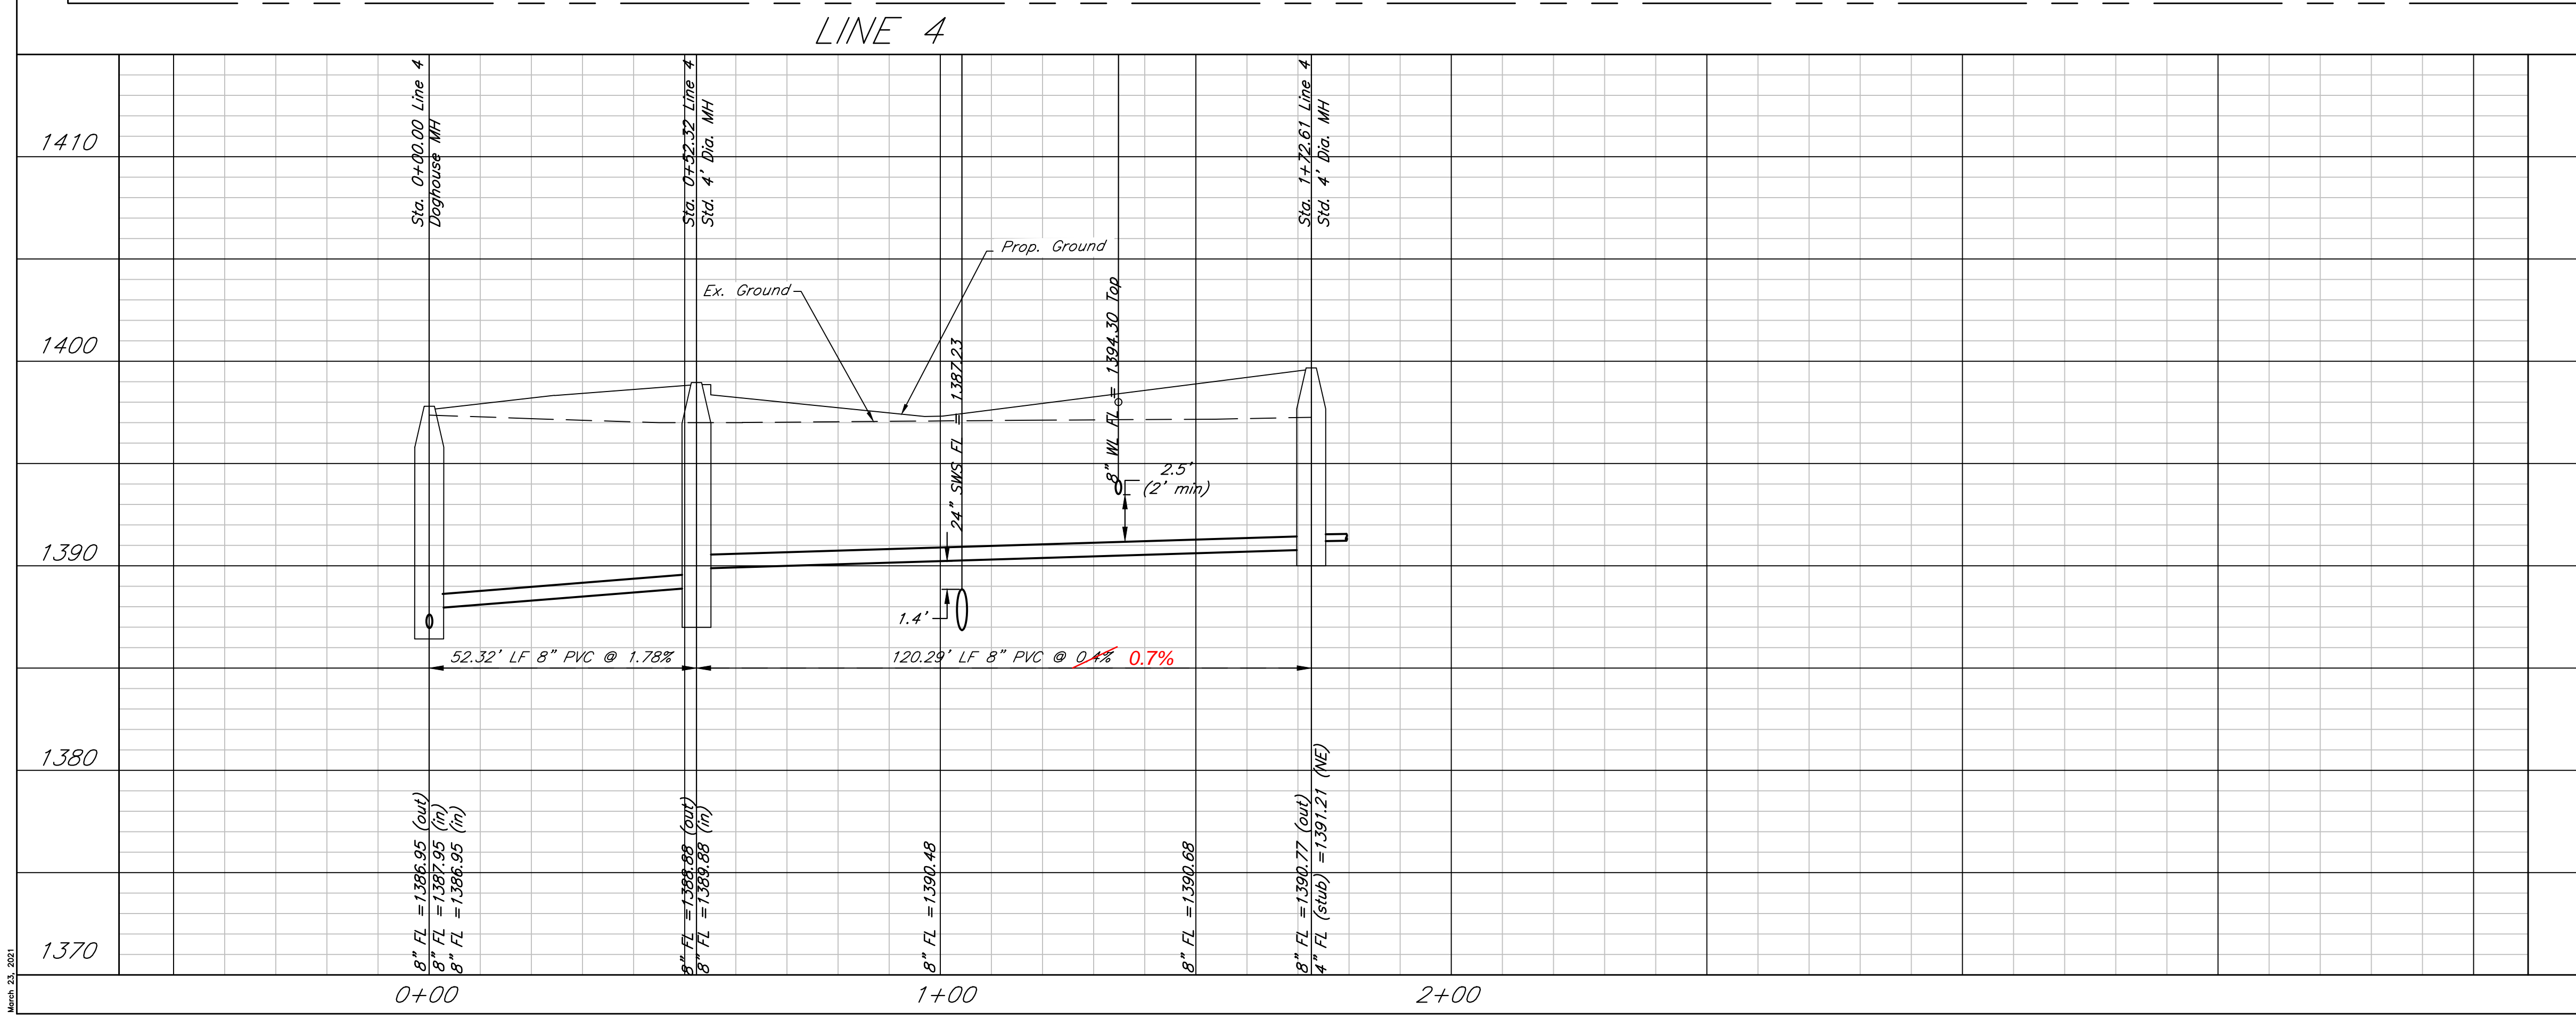 LINE 4
Sta. 0+00.00 Line 4
Doghouse MH
Sta. 0+52.32 Line 4
Std. 4' Dia. MH
Sta. 1+72.61 Line 4
Std. 4' Dia. MH
1410
1400
1390
1380
1370
Prop. Ground
Ex. Ground
24" SWS FL = 1387.23
8" WL FL = 1394.30 Top
2.5'
(2' min)
1.4'
52.32' LF 8" PVC @ 1.78%
120.29' LF 8" PVC @ 0.4% 0.7%
8" FL =1386.95 (out)
8" FL =1387.95 (in)
8" FL =1386.95 (in)
8" FL =1388.88 (out)
8" FL =1389.88 (in)
8" FL =1390.48
8" FL =1390.68
8" FL =1390.77 (out)
4" FL (stub) =1391.21 (NE)
0+00
1+00
2+00
March 23, 2021